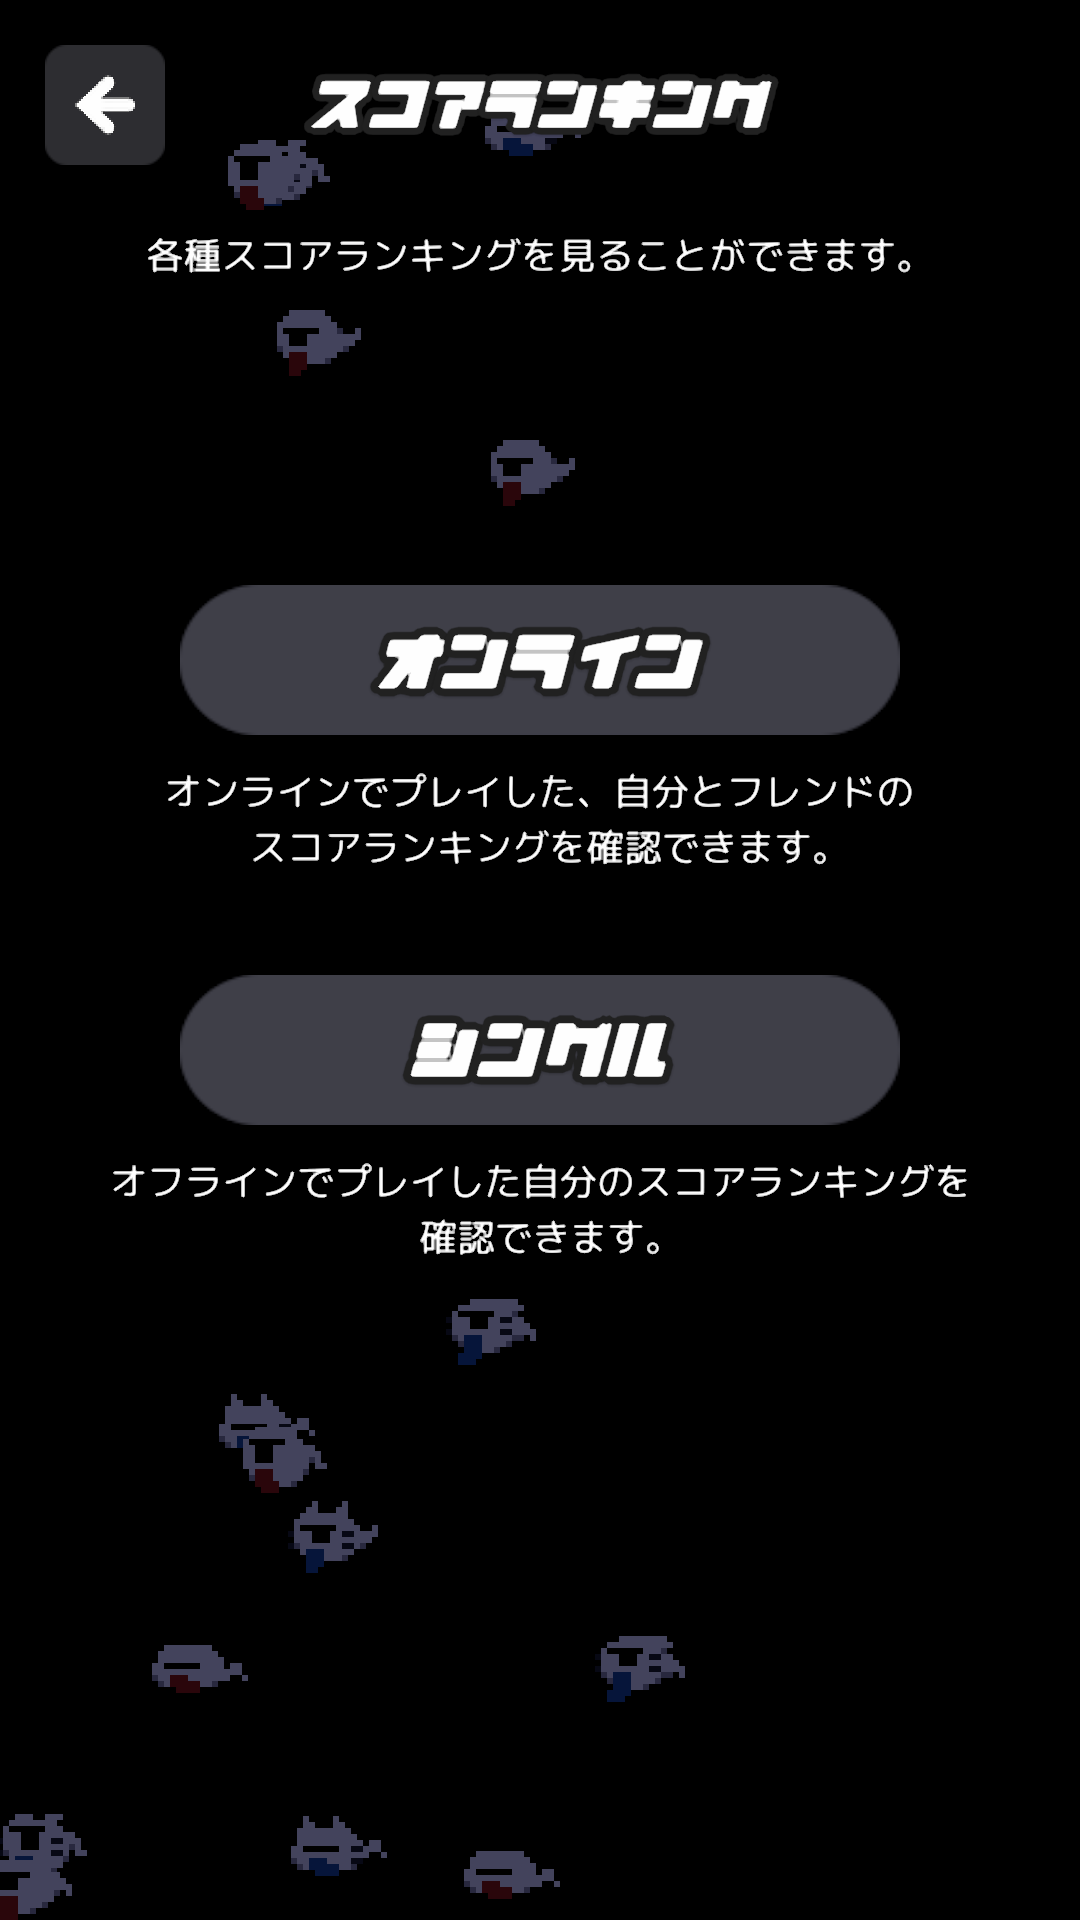 スコアランキング
各種スコアランキングを見ることができます。
オンライン
オンラインでプレイした、自分とフレンドの
スコアランキングを確認できます。
シングル
オフラインでプレイした自分のスコアランキングを
確認できます。